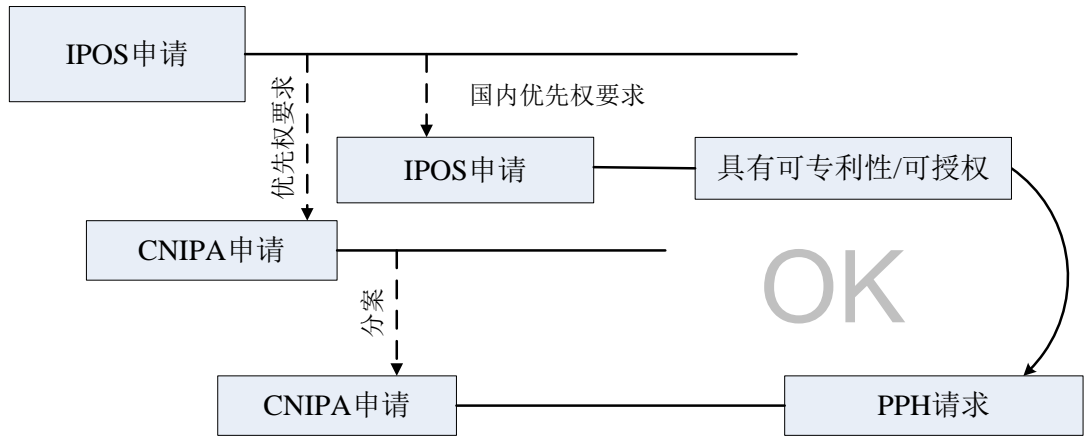 IPOS申请
优先权要求
国内优先权要求
IPOS申请
具有可专利性/可授权
CNIPA申请
OK
分案
CNIPA申请
PPH请求